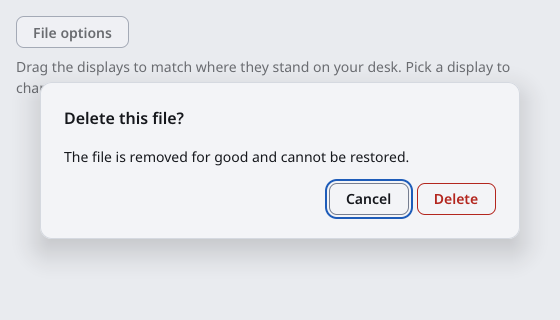 File options
Drag the displays to match where they stand on your desk. Pick a display to
Delete this file?
The file is removed for good and cannot be restored.
Cancel
Delete